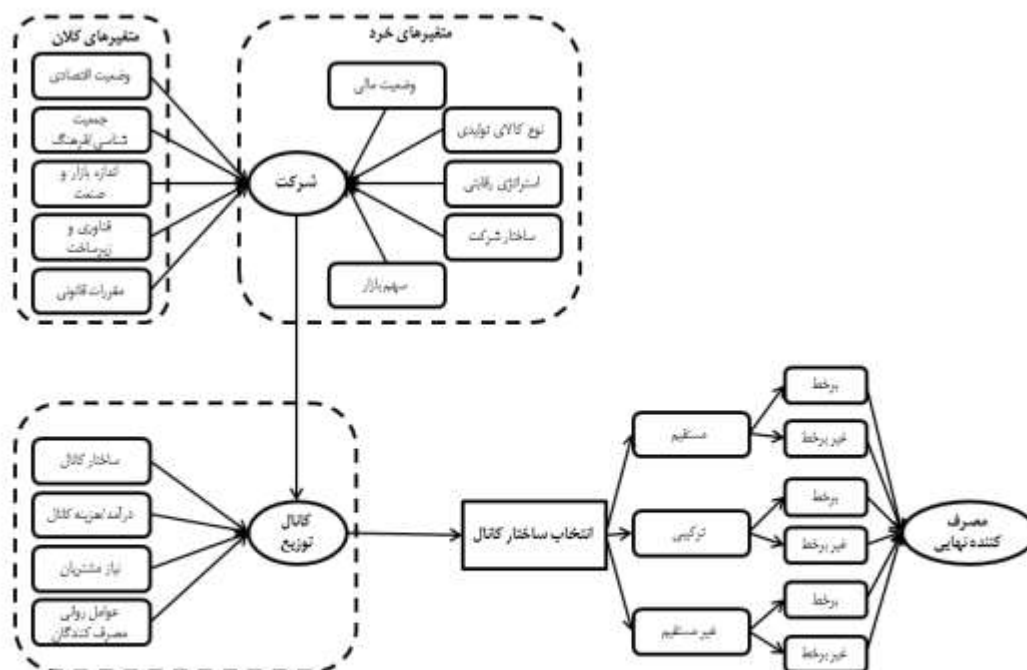 متغیرهای خرد
متغیرهای کلان
وضعیت مالی
نوع کالای تولیدی
استراتژی رقابتی
ساختار شرکت
سهم بازار
شرکت
وضعیت اقتصادی
جمعیت
شناسی/فرهنگ
اندازه بازار و
صنعت
فناوری و
زیرساخت
مقررات قانونی
ساختار کانال
درآمد/هزینه کانال
نیاز مشتریان
عوامل روانی
مصرف کنندگان
کانال
توزیع
انتخاب ساختار کانال
مستقیم
ترکیبی
غیر مستقیم
برخط
غیر برخط
برخط
غیر برخط
برخط
غیر برخط
مصرف
کننده نهایی